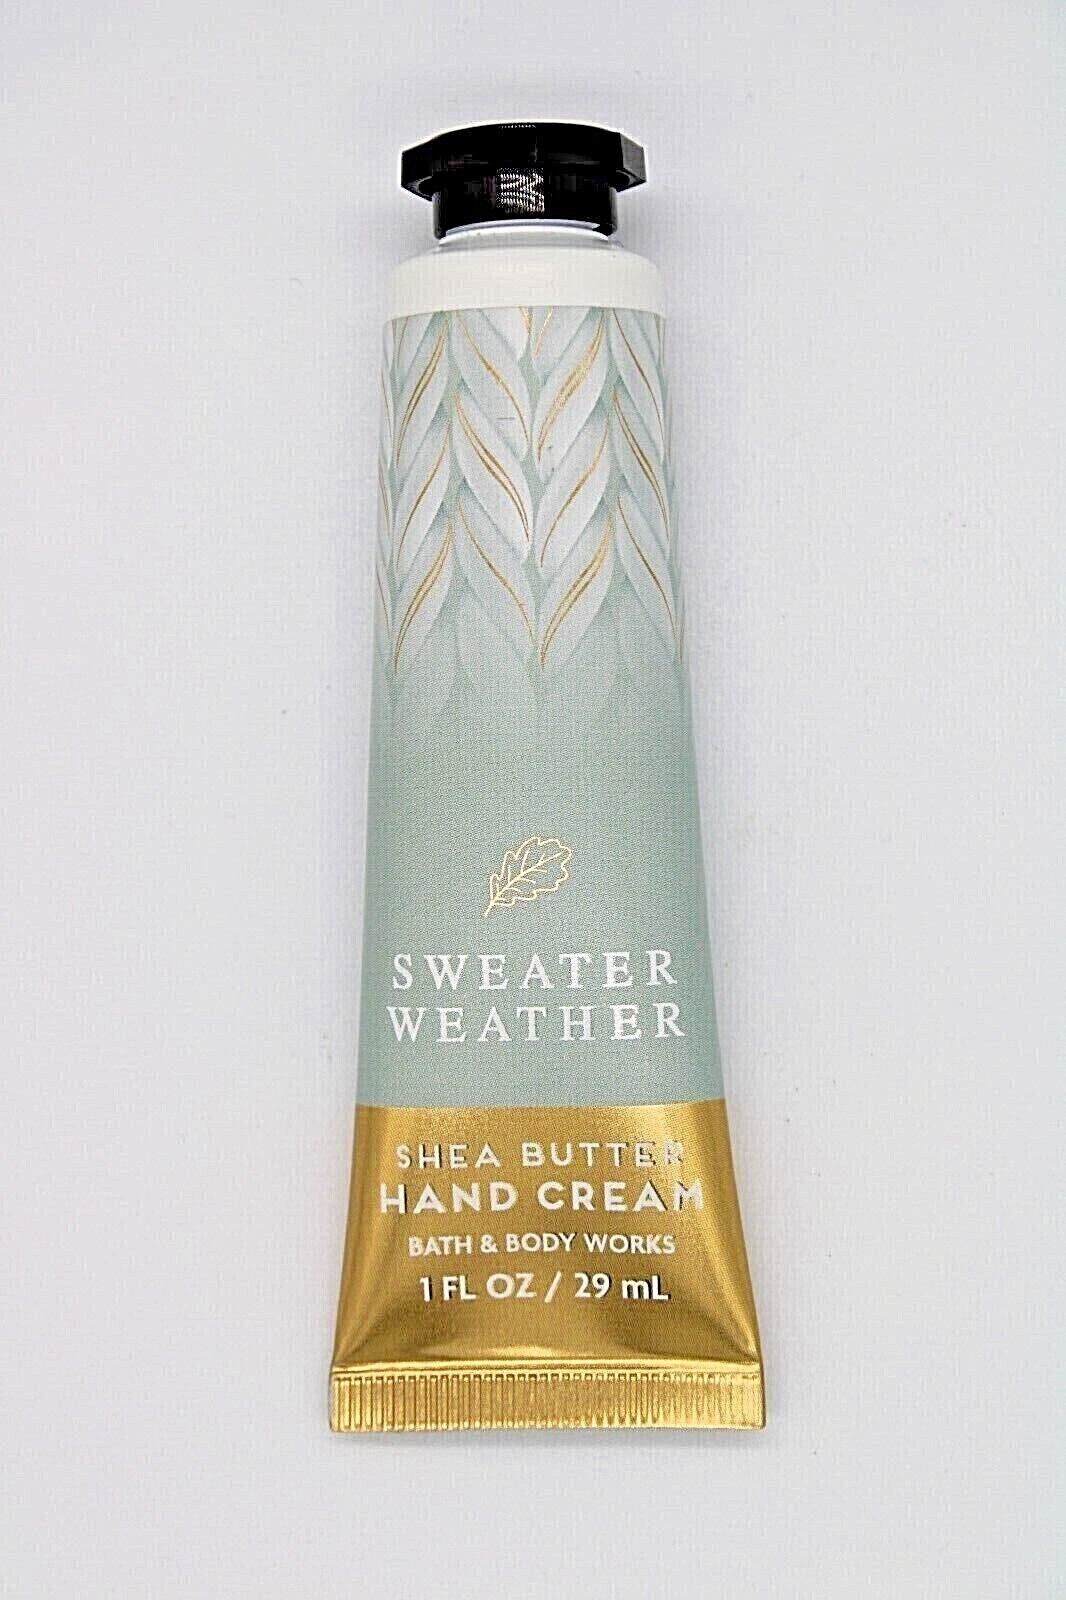 SWEATER
WEATHER
SHEA BUTTER
HAND CREAM
BATH & BODY WORKS
1 FL OZ / 29 mL